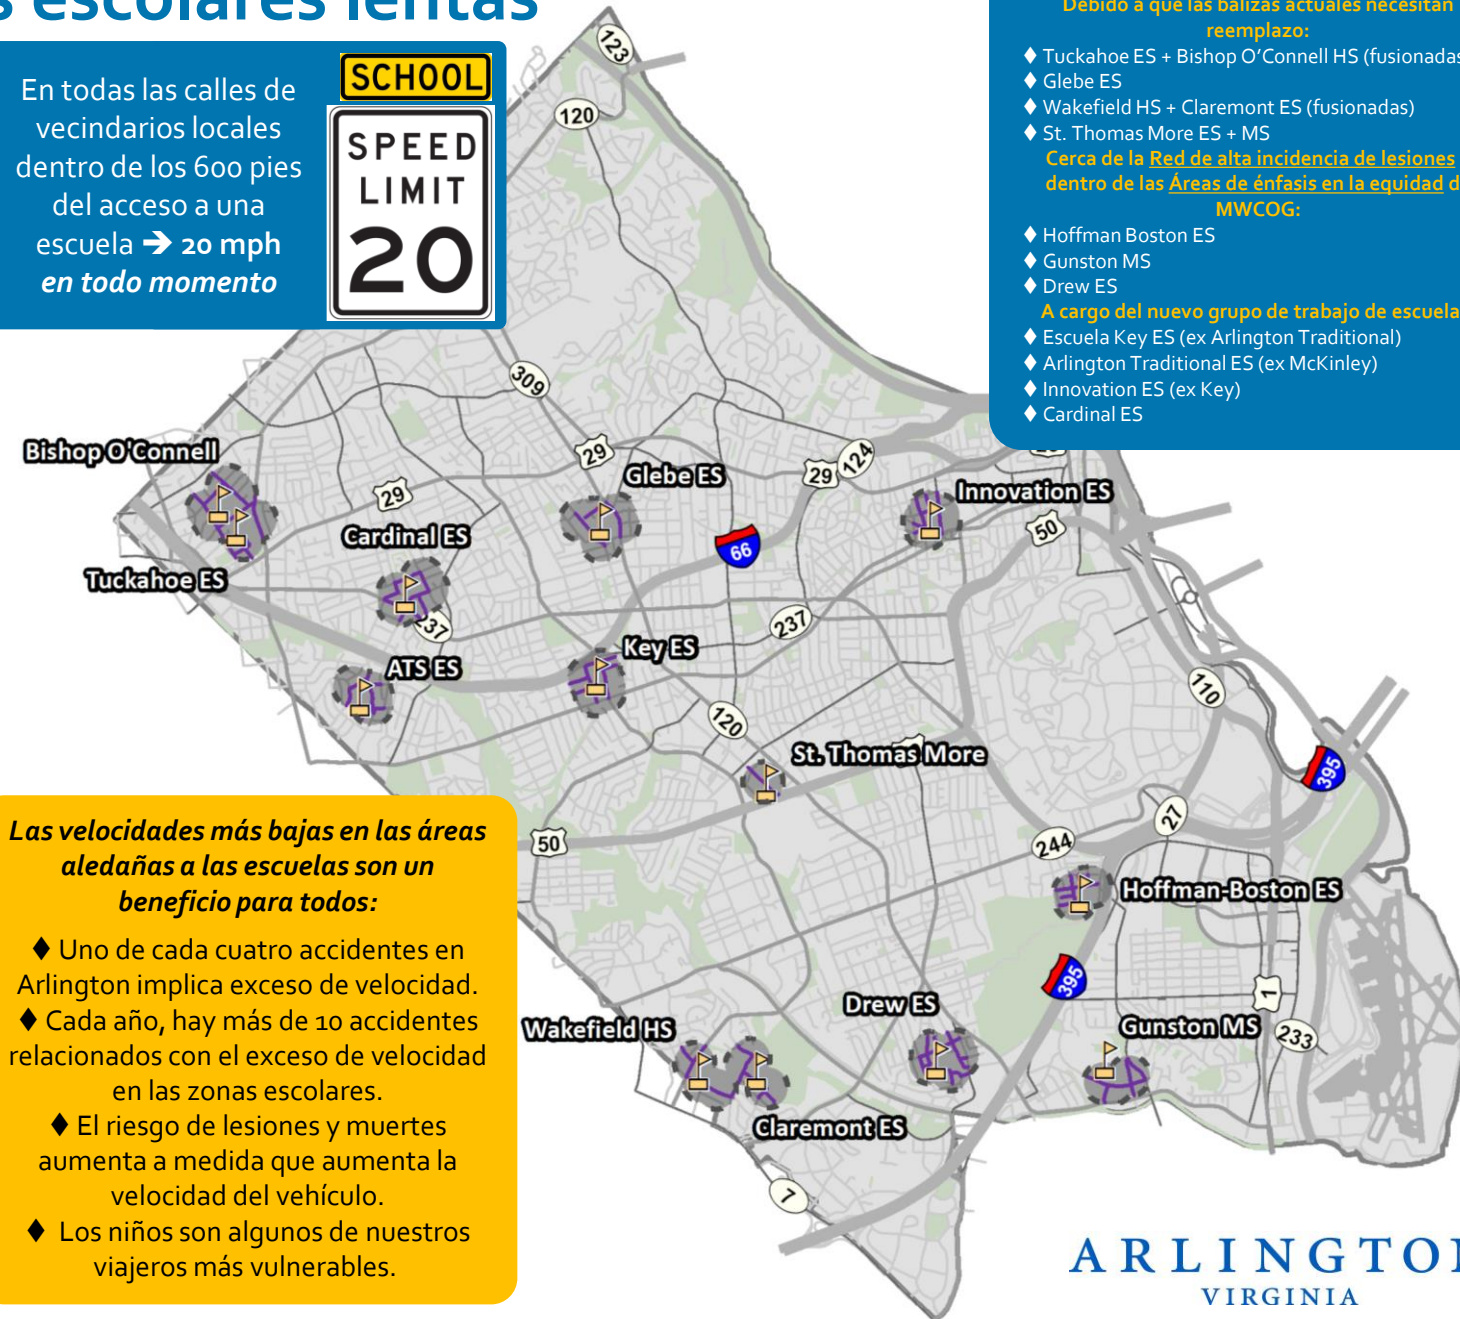 escolares lentas
En todas las calles de
vecindarios locales
dentro de los 600 pies
del acceso a una
escuela ➔ 20 mph
en todo momento
SCHOOL
SPEED
LIMIT
20
Debido a que las balizas actuales necesitan
reemplazo:
♦ Tuckahoe ES + Bishop O'Connell HS (fusionadas
♦ Glebe ES
♦ Wakefield HS + Claremont ES (fusionadas)
♦ St. Thomas More ES + MS
Cerca de la Red de alta incidencia de lesiones
dentro de las Áreas de énfasis en la equidad
MWCOG:
♦ Hoffman Boston ES
♦ Gunston MS
♦ Drew ES
A cargo del nuevo grupo de trabajo de escuela
♦ Escuela Key ES (ex Arlington Traditional)
♦ Arlington Traditional ES (ex McKinley)
♦ Innovation ES (ex Key)
♦ Cardinal ES
123
120
309
29
29
29
124
Bishop O'Connell
Glebe ES
Innovation ES
Cardinal ES
50
66
Tuckahoe ES
237
237
Key ES
ATS ES
110
120
St. Thomas More
395
27
50
244
Hoffman-Boston ES
395
1
Drew ES
Wakefield HS
Gunston MS
233
Claremont ES
7
Las velocidades más bajas en las áreas
aledañas a las escuelas son un
beneficio para todos:
♦ Uno de cada cuatro accidentes en
Arlington implica exceso de velocidad.
♦ Cada año, hay más de 10 accidentes
relacionados con el exceso de velocidad
en las zonas escolares.
♦ El riesgo de lesiones y muertes
aumenta a medida que aumenta la
velocidad del vehículo.
♦ Los niños son algunos de nuestros
viajeros más vulnerables.
ARLINGTO
VIRGINIA